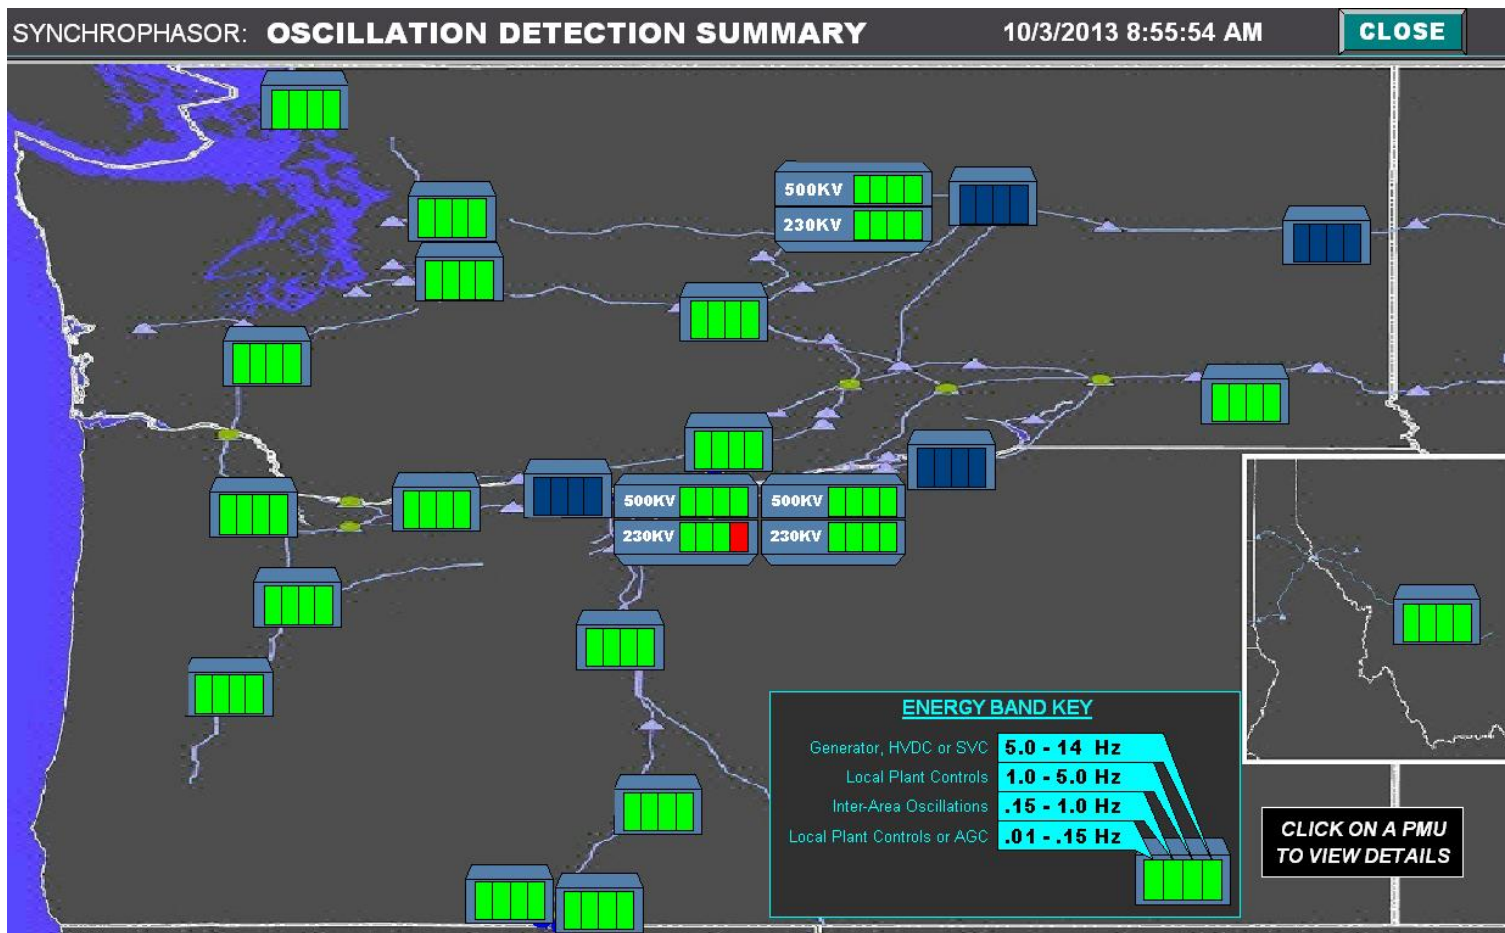 SYNCHROPHASOR: OSCILLATION DETECTION SUMMARY 10/3/2013 8:55:54 AM CLOSE
500KV
230KV
500KV 500KV
230KV 230KV
ENERGY BAND KEY
Generator, HVDC or SVC 5.0 - 14 Hz
Local Plant Controls 1.0 - 5.0 Hz
Inter-Area Oscillations .15 - 1.0 Hz
Local Plant Controls or AGC .01 - .15 Hz
CLICK ON A PMU
TO VIEW DETAILS